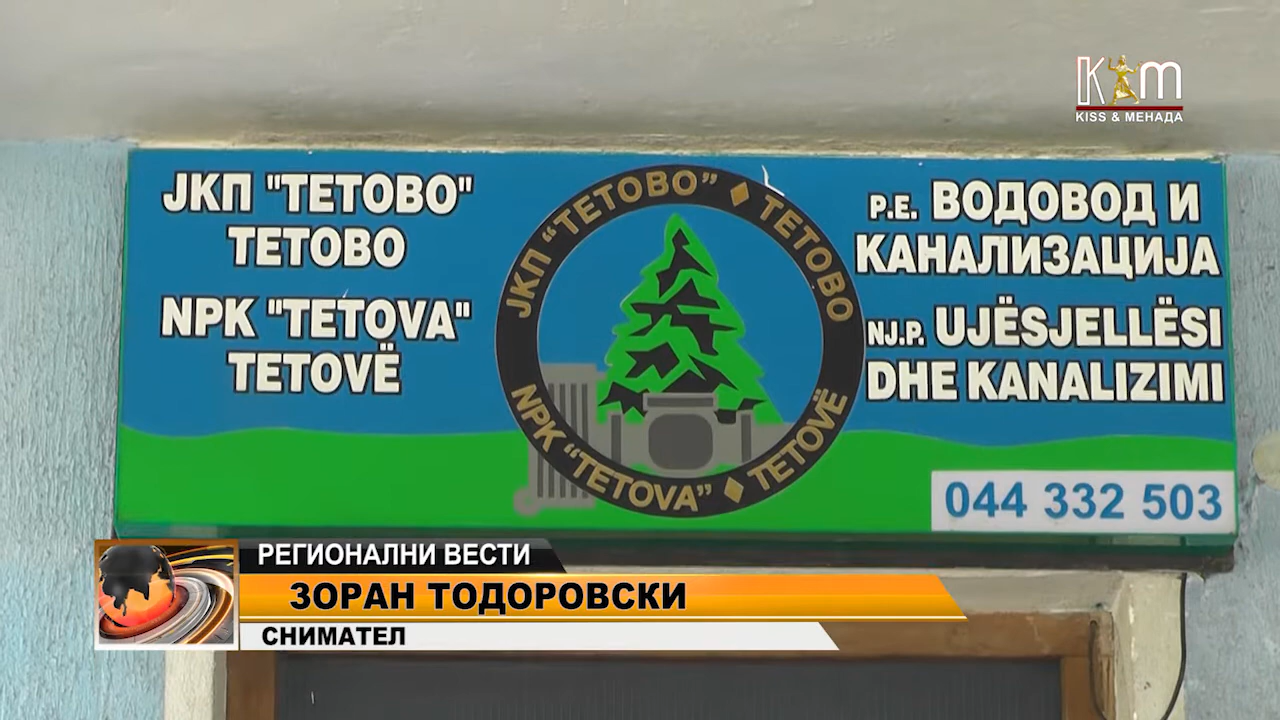 K m
KISS & МЕНАДА
ЈКП "ТЕТОВО"
ТЕТОВО
NPK "TETOVA"
TETOVË
ЈКП “ТЕТОВО” ♦ ТЕТОВО
NPK “TETOVA” ♦ TETOVË
Р.Е. ВОДОВОД И
КАНАЛИЗАЦИЈА
NJ.P. UJËSJELLËSI
DHE KANALIZIMI
044 332 503
РЕГИОНАЛНИ ВЕСТИ
ЗОРАН ТОДОРОВСКИ
СНИМАТЕЛ